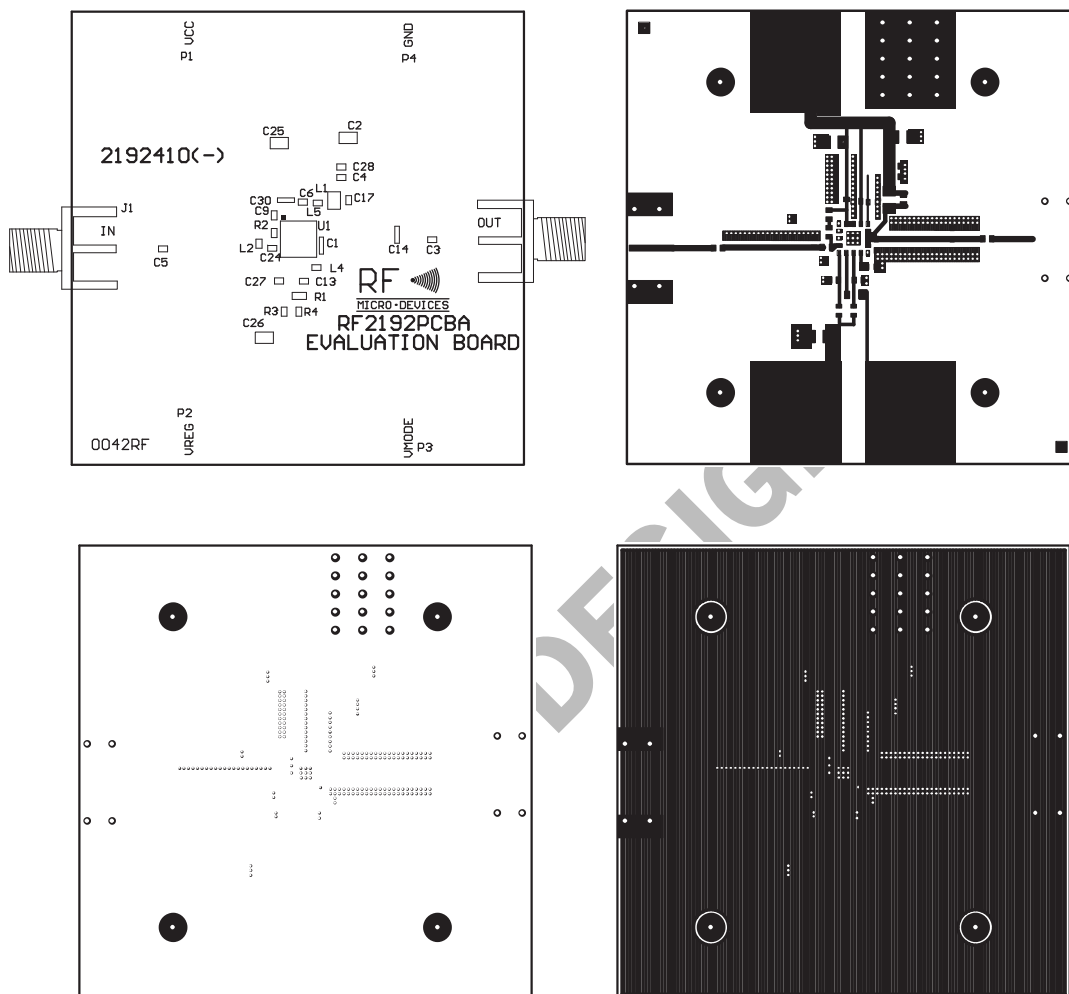 VCC
P1
GND
P4
C25
C2
2192410(-)
C28
C4
L1
C6
C30
C17
L5
C9
R2
U1
J1
IN
OUT
L2
C24
C1
C14
C3
C5
L4
C27
C13
RF
R1
MICRO·DEVICES
R3
R4
RF2192PCBA
C26
EVALUATION BOARD
P2
VREG
VMODE
P3
0042RF